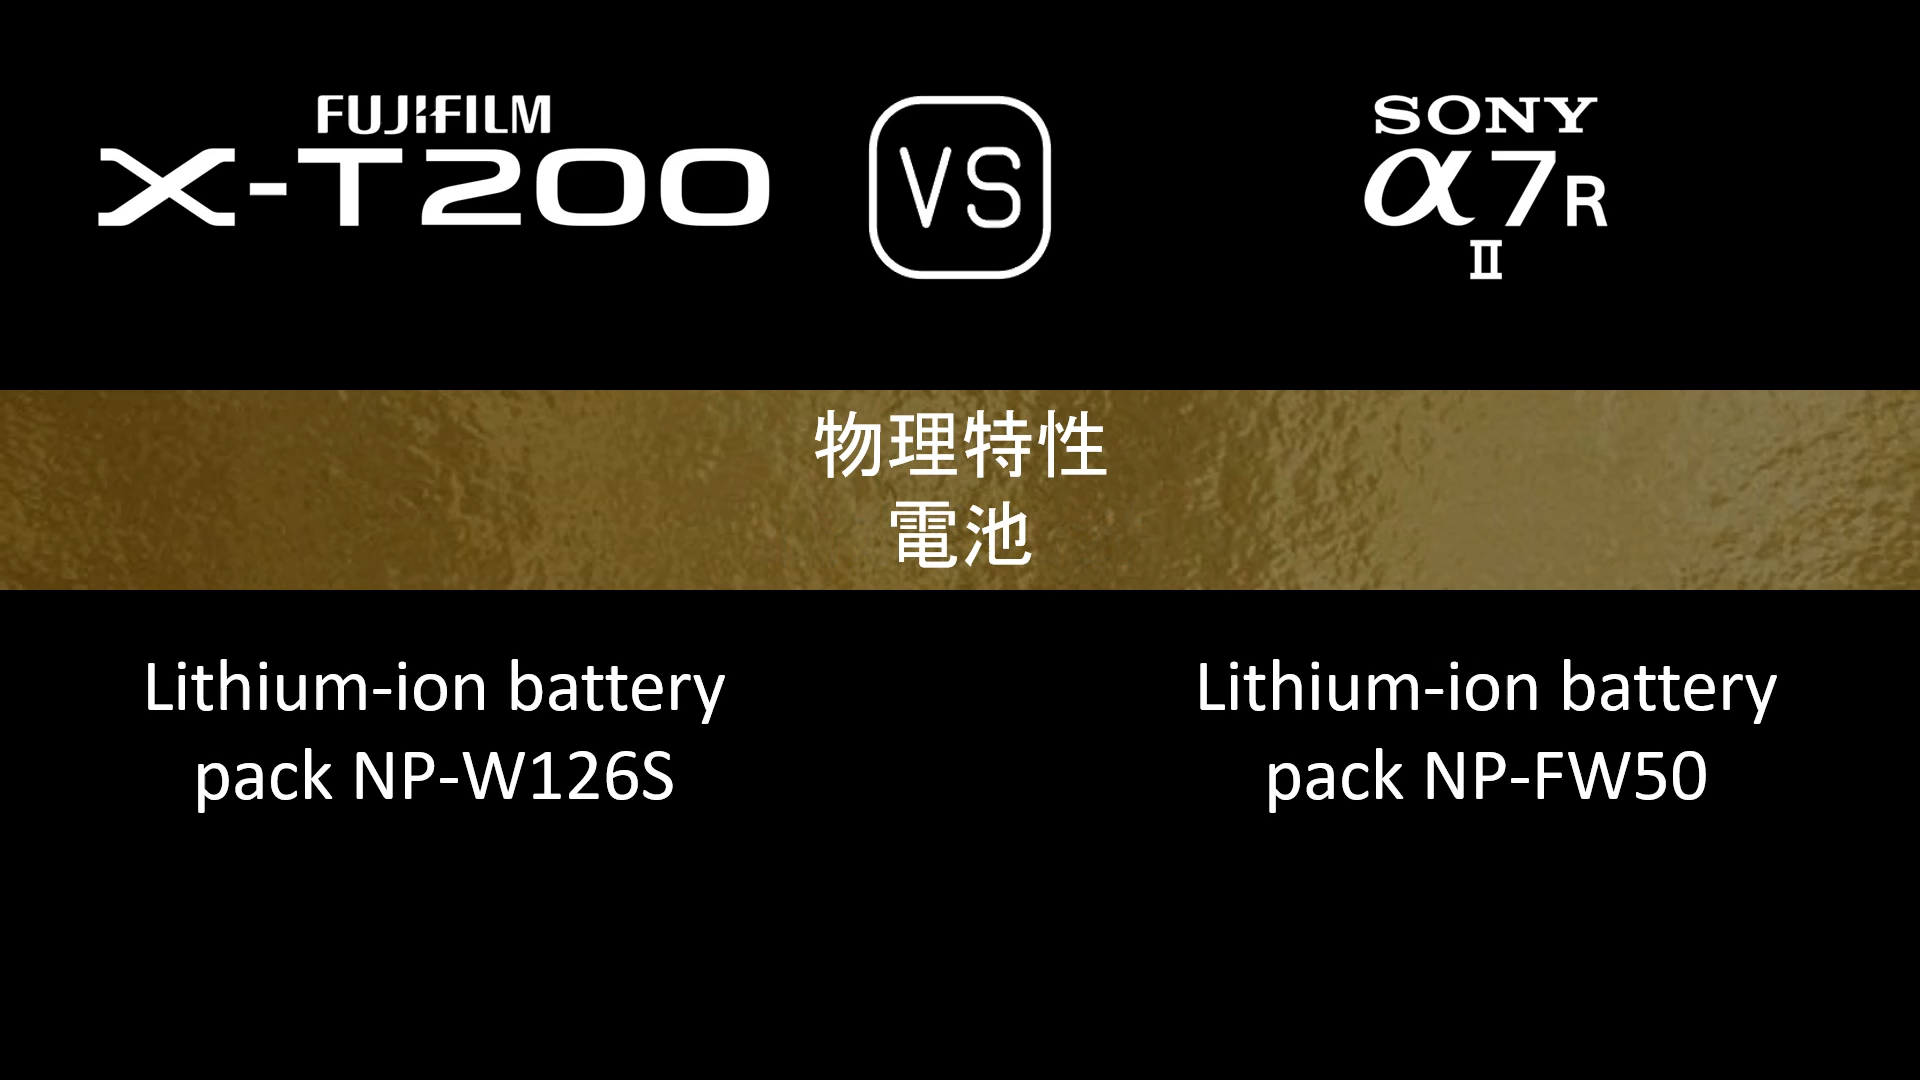 FUJIFILM
X-T200
VS
SONY
α7R
II
物理特性
電池
Lithium-ion battery
pack NP-W126S
Lithium-ion battery
pack NP-FW50